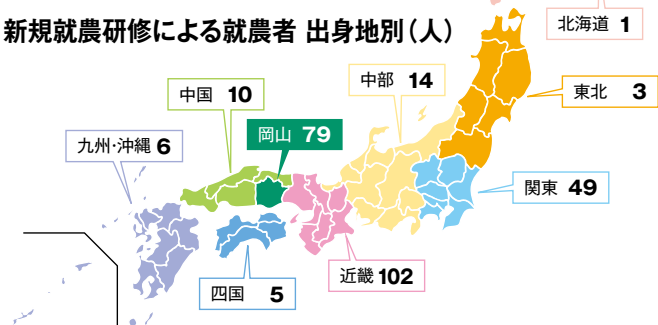 新規就農研修による就農者 出身地別（人）
北海道 1
中部 14
東北 3
中国 10
岡山 79
九州・沖縄 6
関東 49
近畿 102
四国 5